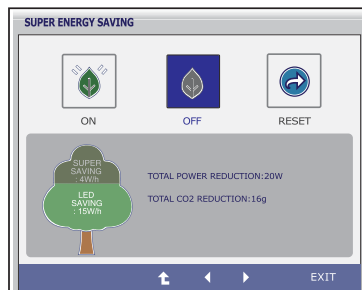 SUPER ENERGY SAVING
ON
OFF
RESET
SUPER
SAVING
: 4W/h
LED
SAVING
: 15W/h
TOTAL POWER REDUCTION:20W
TOTAL CO2 REDUCTION:16g
EXIT